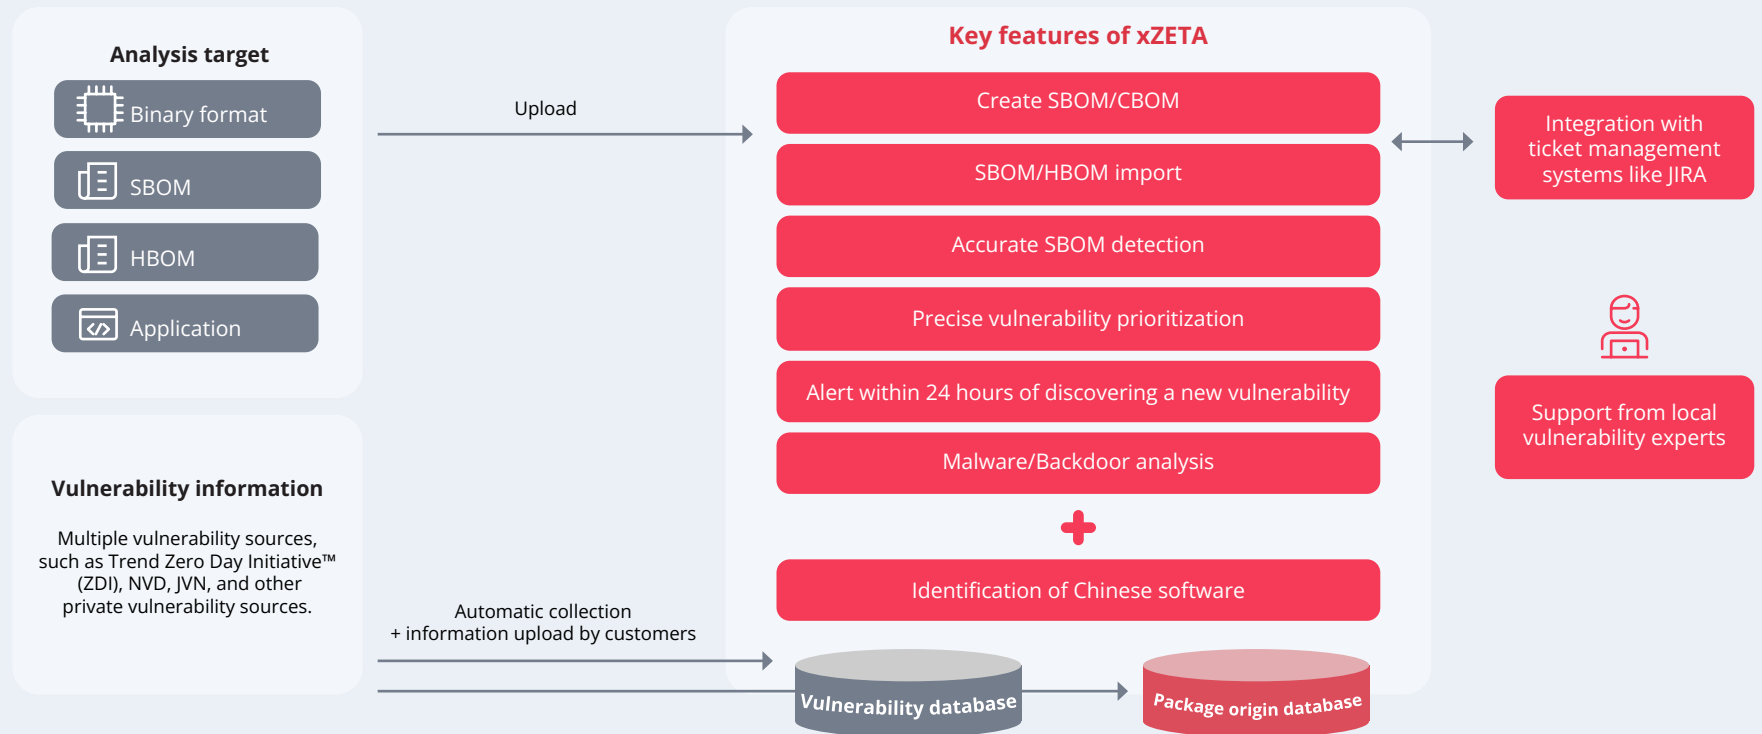 Analysis target
Binary format
SBOM
HBOM
Application
Vulnerability information
Multiple vulnerability sources,
such as Trend Zero Day Initiative™
(ZDI), NVD, JVN, and other
private vulnerability sources.
Upload
Automatic collection
+ information upload by customers
Key features of xZETA
Create SBOM/CBOM
SBOM/HBOM import
Accurate SBOM detection
Precise vulnerability prioritization
Alert within 24 hours of discovering a new vulnerability
Malware/Backdoor analysis
Identification of Chinese software
Vulnerability database
Package origin database
Integration with
ticket management
systems like JIRA
Support from local
vulnerability experts